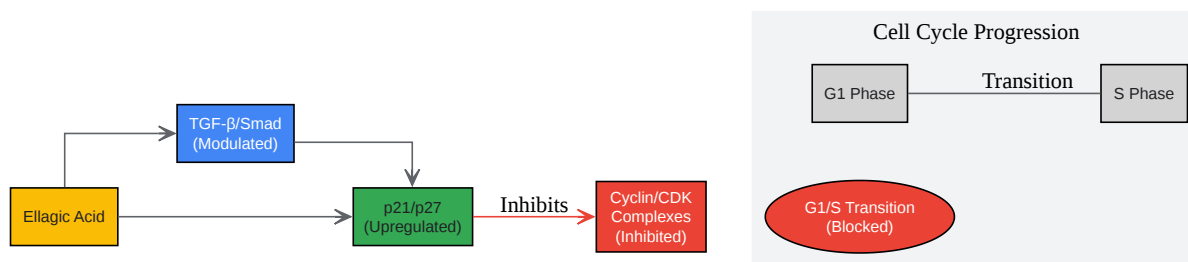 Cell Cycle Progression
G1 Phase
Transition
S Phase
TGF-β/Smad
(Modulated)
Ellagic Acid
p21/p27
(Upregulated)
Inhibits
Cyclin/CDK
Complexes
(Inhibited)
G1/S Transition
(Blocked)